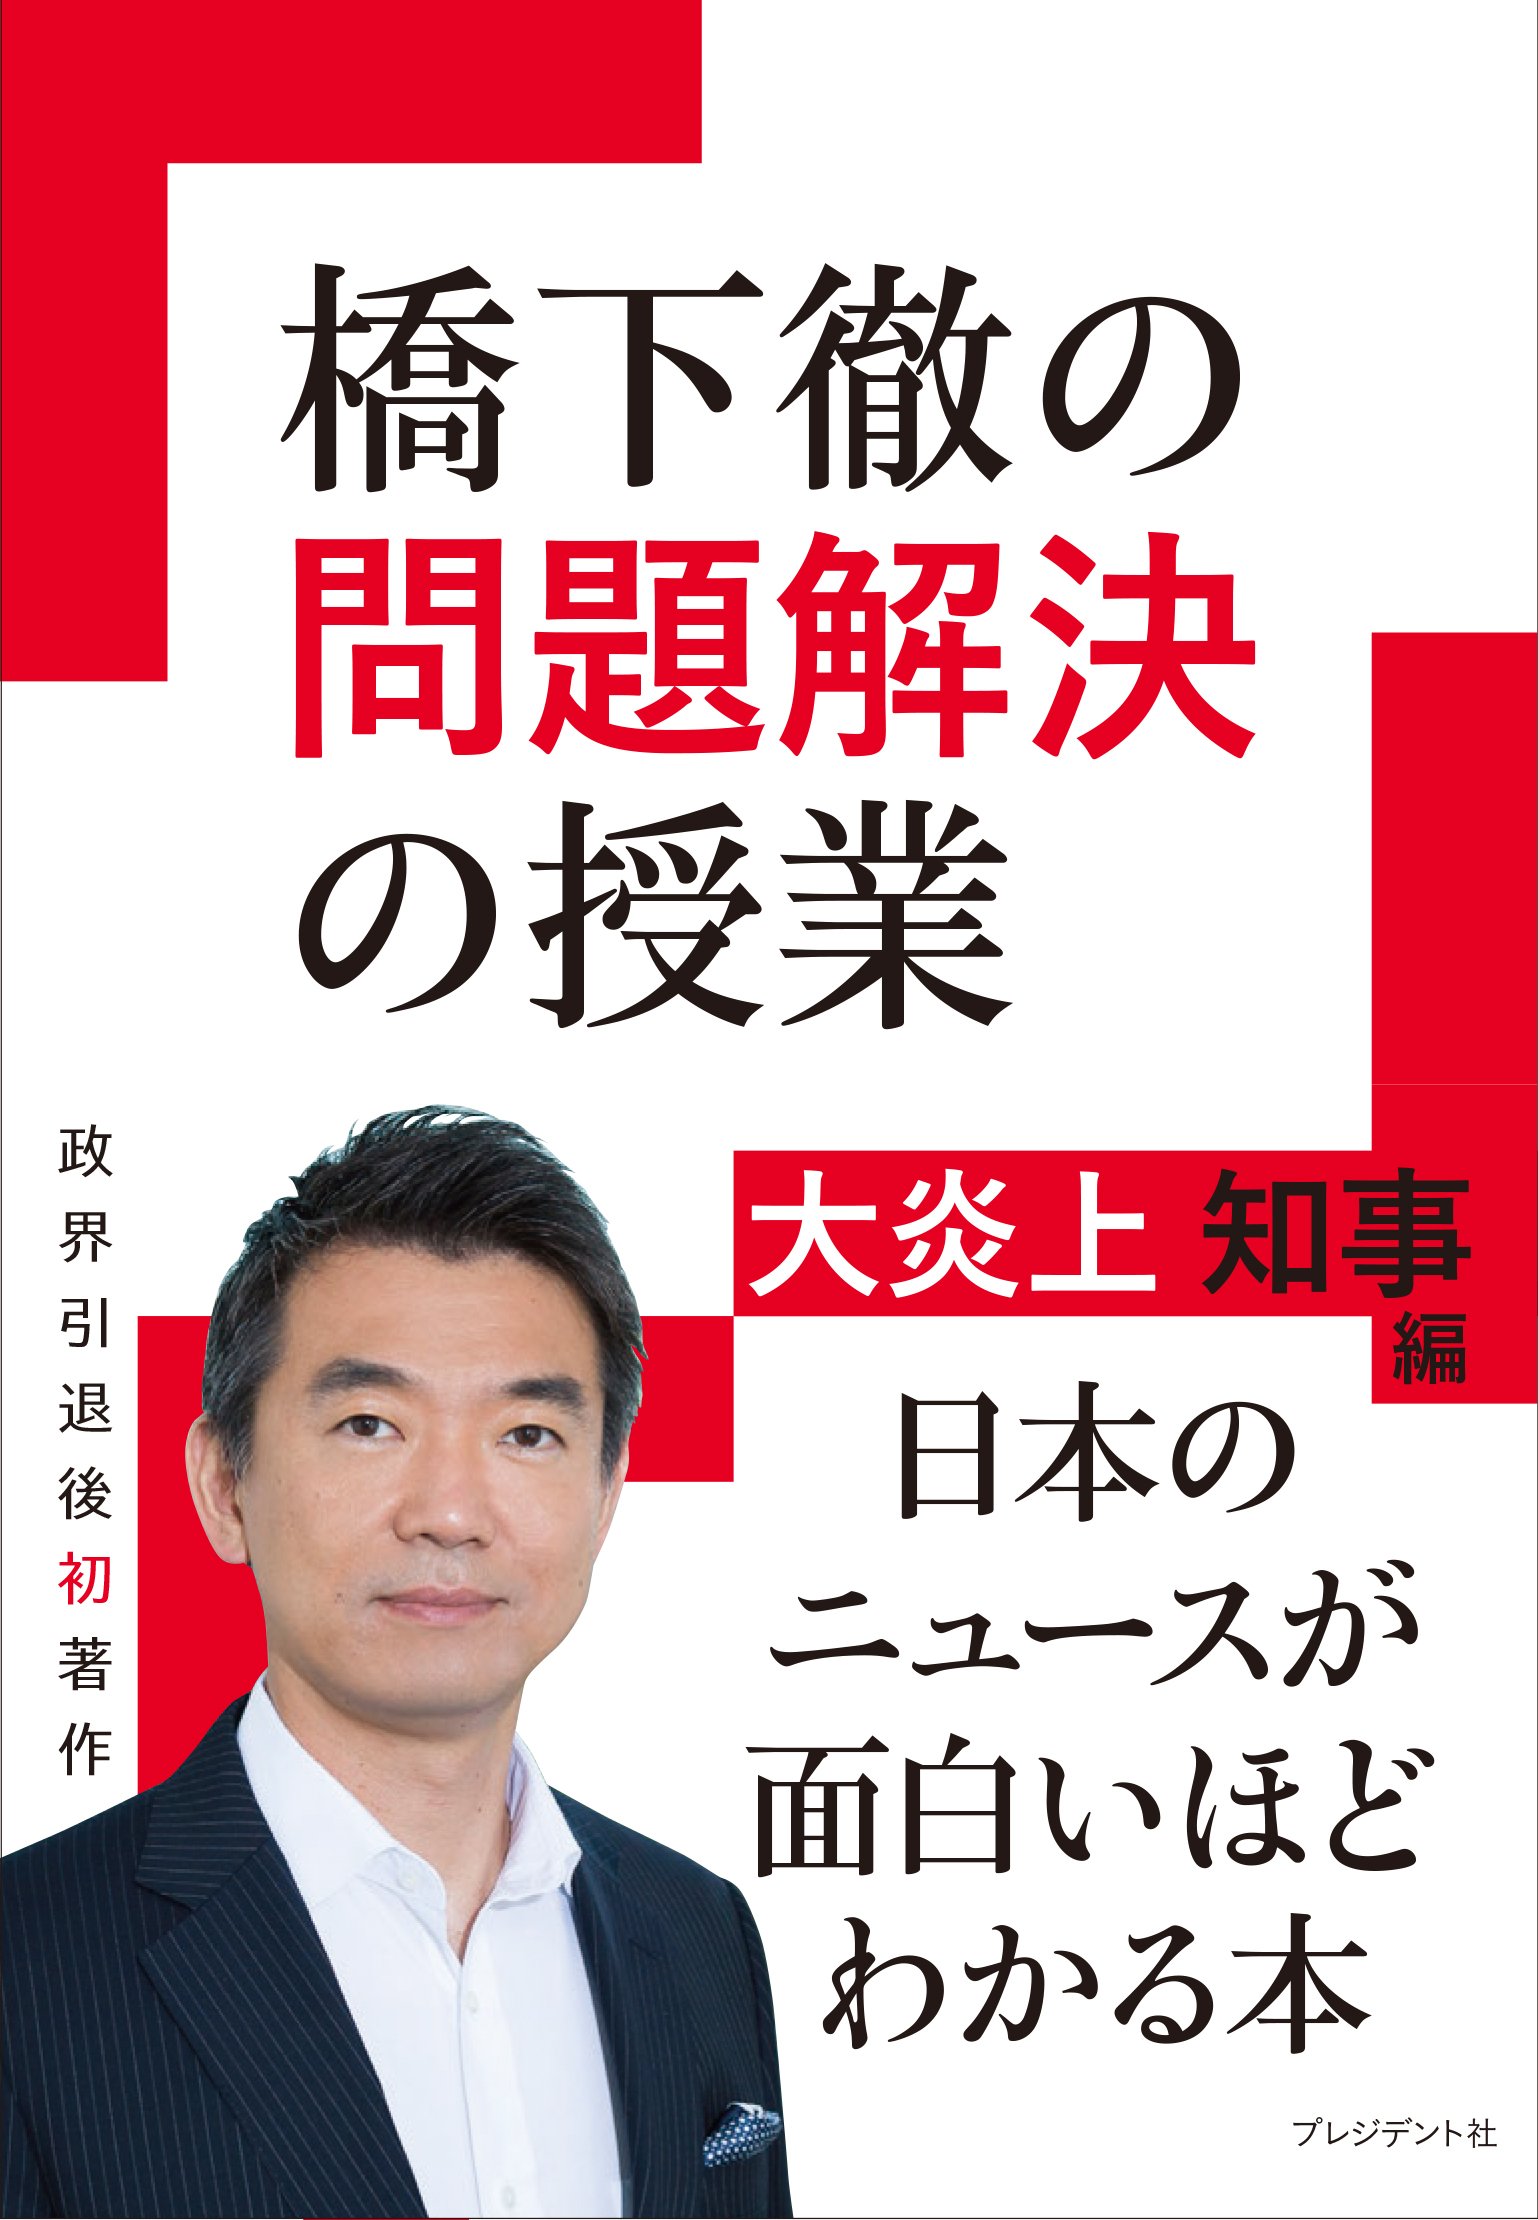 橋下徹の
問題解決
の授業
大炎上 知事
編
政界引退後初著作
日本の
ニュースが
面白いほど
わかる本
プレジデント社